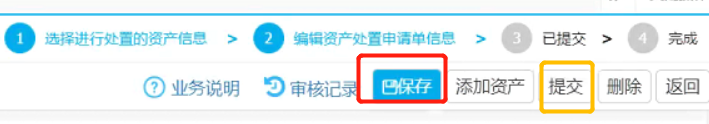 1 选择进行处置的资产信息 > 2 编辑资产处置申请单信息 > 3 已提交 > 4 完成
? 业务说明 审核记录 保存 添加资产 提交 删除 返回